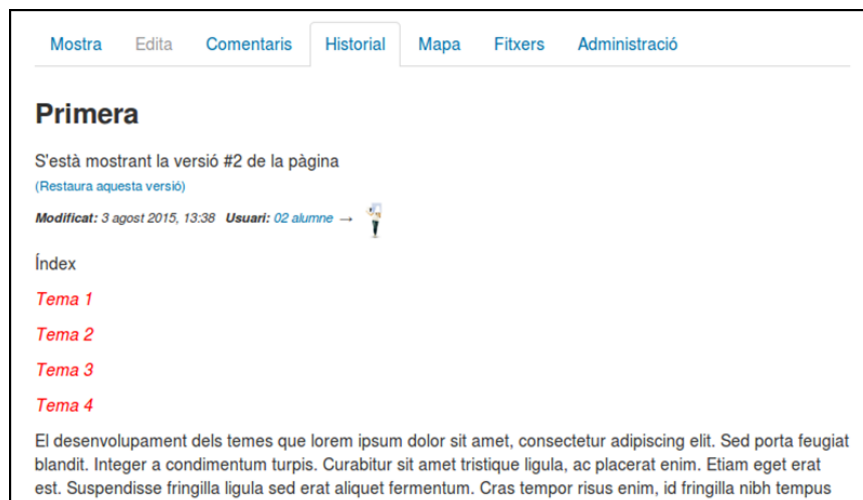 Mostra Edita Comentaris Historial Mapa Fitxers Administració
Primera
S'està mostrant la versió #2 de la pàgina
(Restaura aquesta versió)
Modificat: 3 agost 2015, 13:38 Usuari: 02 alumne →
Índex
Tema 1
Tema 2
Tema 3
Tema 4
El desenvolupament dels temes que lorem ipsum dolor sit amet, consectetur adipiscing elit. Sed porta feugiat
blandit. Integer a condimentum turpis. Curabitur sit amet tristique ligula, ac placerat enim. Etiam eget erat
est. Suspendisse fringilla ligula sed erat aliquet fermentum. Cras tempor risus enim, id fringilla nibh tempus